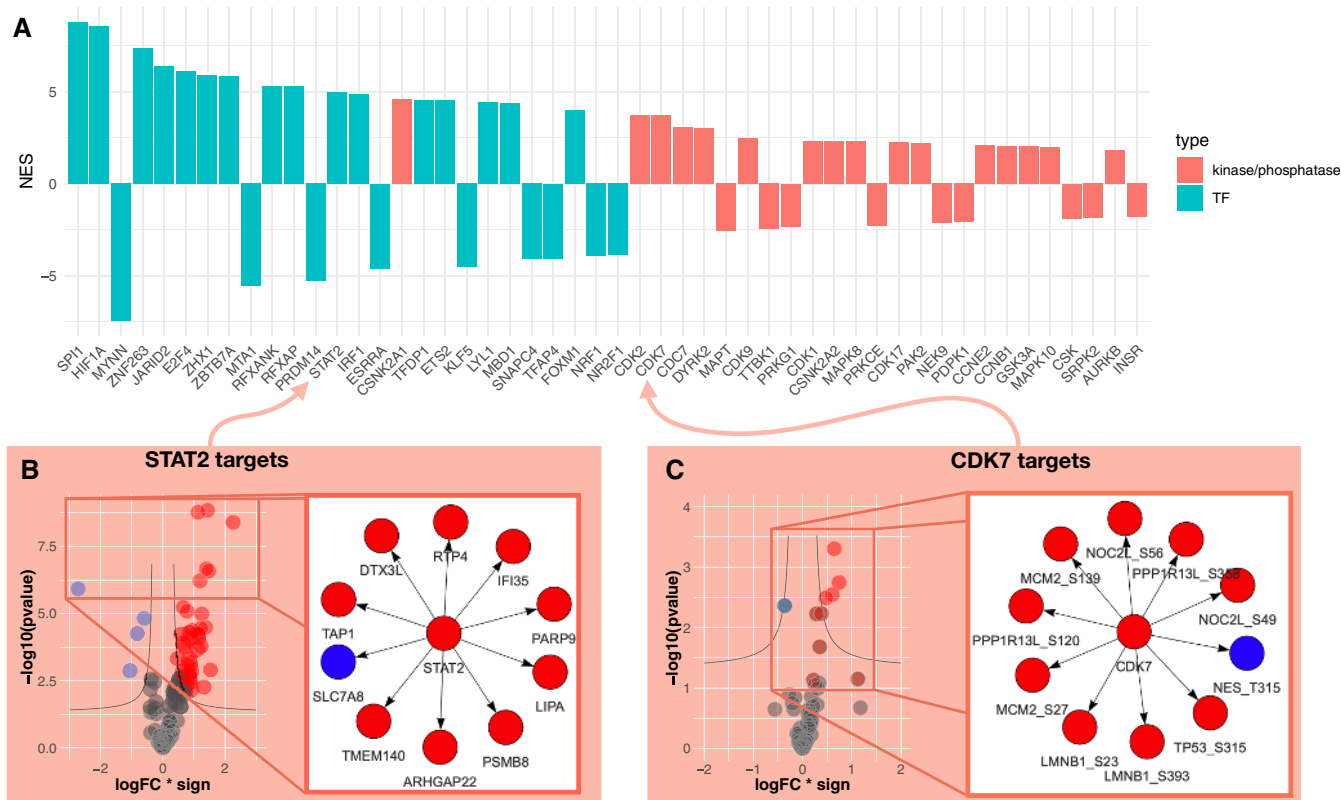 A
NES
5
0
−5
SPI1
HIF1A
MYNN
ZNF263
JARID2
E2F4
ZHX1
ZBTB7A
MTA1
RFXANK
RFXAP
PRDM14
STAT2
IRF1
ESRRA
CSNK2A1
TFDP1
ETS2
KLF5
LYL1
MBD1
SNAPC4
TFAP4
FOXM1
NRF1
NR2F1
CDK2
CDK7
CDC7
DYRK2
MAPT
CDK9
TTBK1
PRKG1
CDK1
CSNK2A2
MAPK8
PRKCE
CDK17
PAK2
NEK9
PDPK1
CCNE2
CCNB1
GSK3A
MAPK10
CSK
SRPK2
AURKB
INSR
type
kinase/phosphatase
TF
B
STAT2 targets
−log10(pvalue)
7.5
5.0
2.5
0.0
−2
0
2
logFC * sign
DTX3L
RTP4
IFI35
TAP1
PARP9
STAT2
SLC7A8
LIPA
TMEM140
PSMB8
ARHGAP22
C
CDK7 targets
−log10(pvalue)
4
3
2
1
0
−2
−1
0
1
2
logFC * sign
NOC2L_S56
MCM2_S139
PPP1R13L_S358
NOC2L_S49
PPP1R13L_S120
CDK7
NES_T315
MCM2_S27
TP53_S315
LMNB1_S23
LMNB1_S393